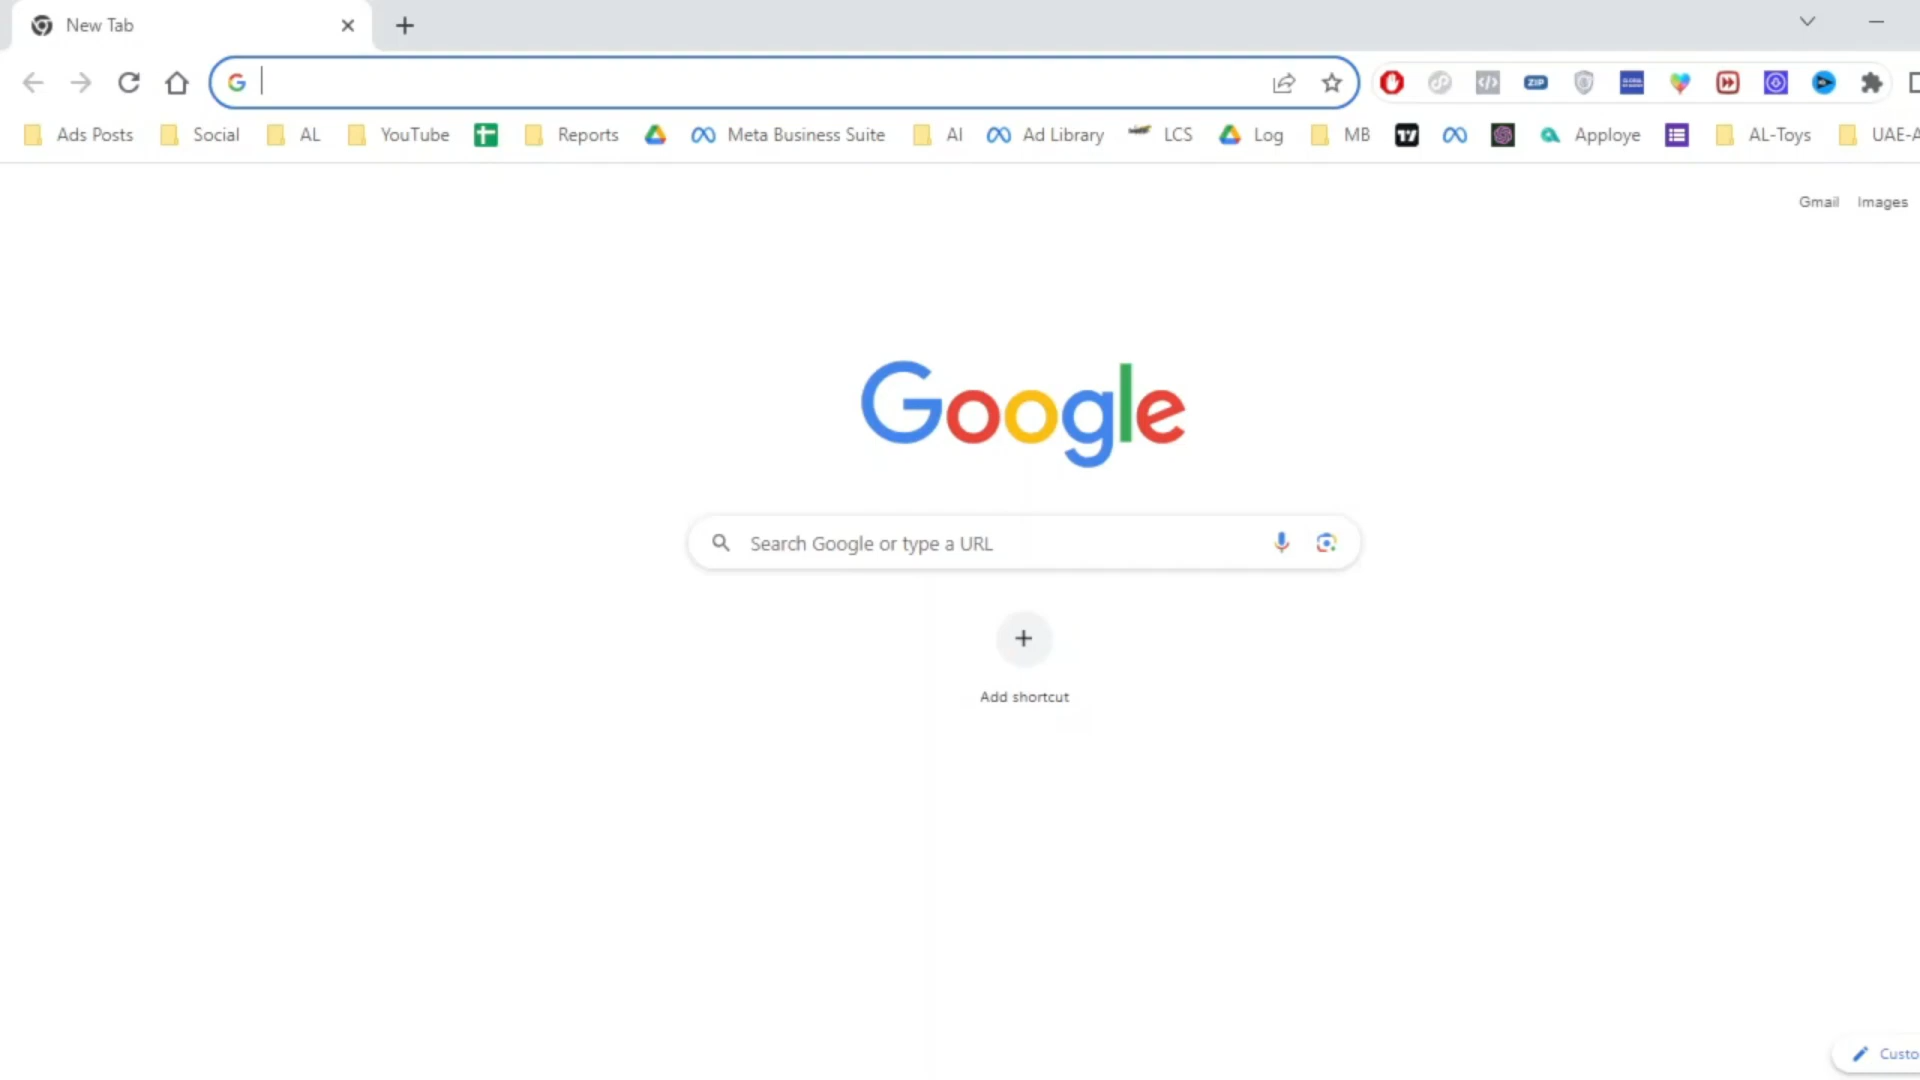 New Tab
Ads Posts Social AL YouTube Reports Meta Business Suite AI Ad Library LCS Log MB Apploye AL-Toys UAE-A
ZIP
Gmail Images
Google
Search Google or type a URL
Add shortcut
Custo